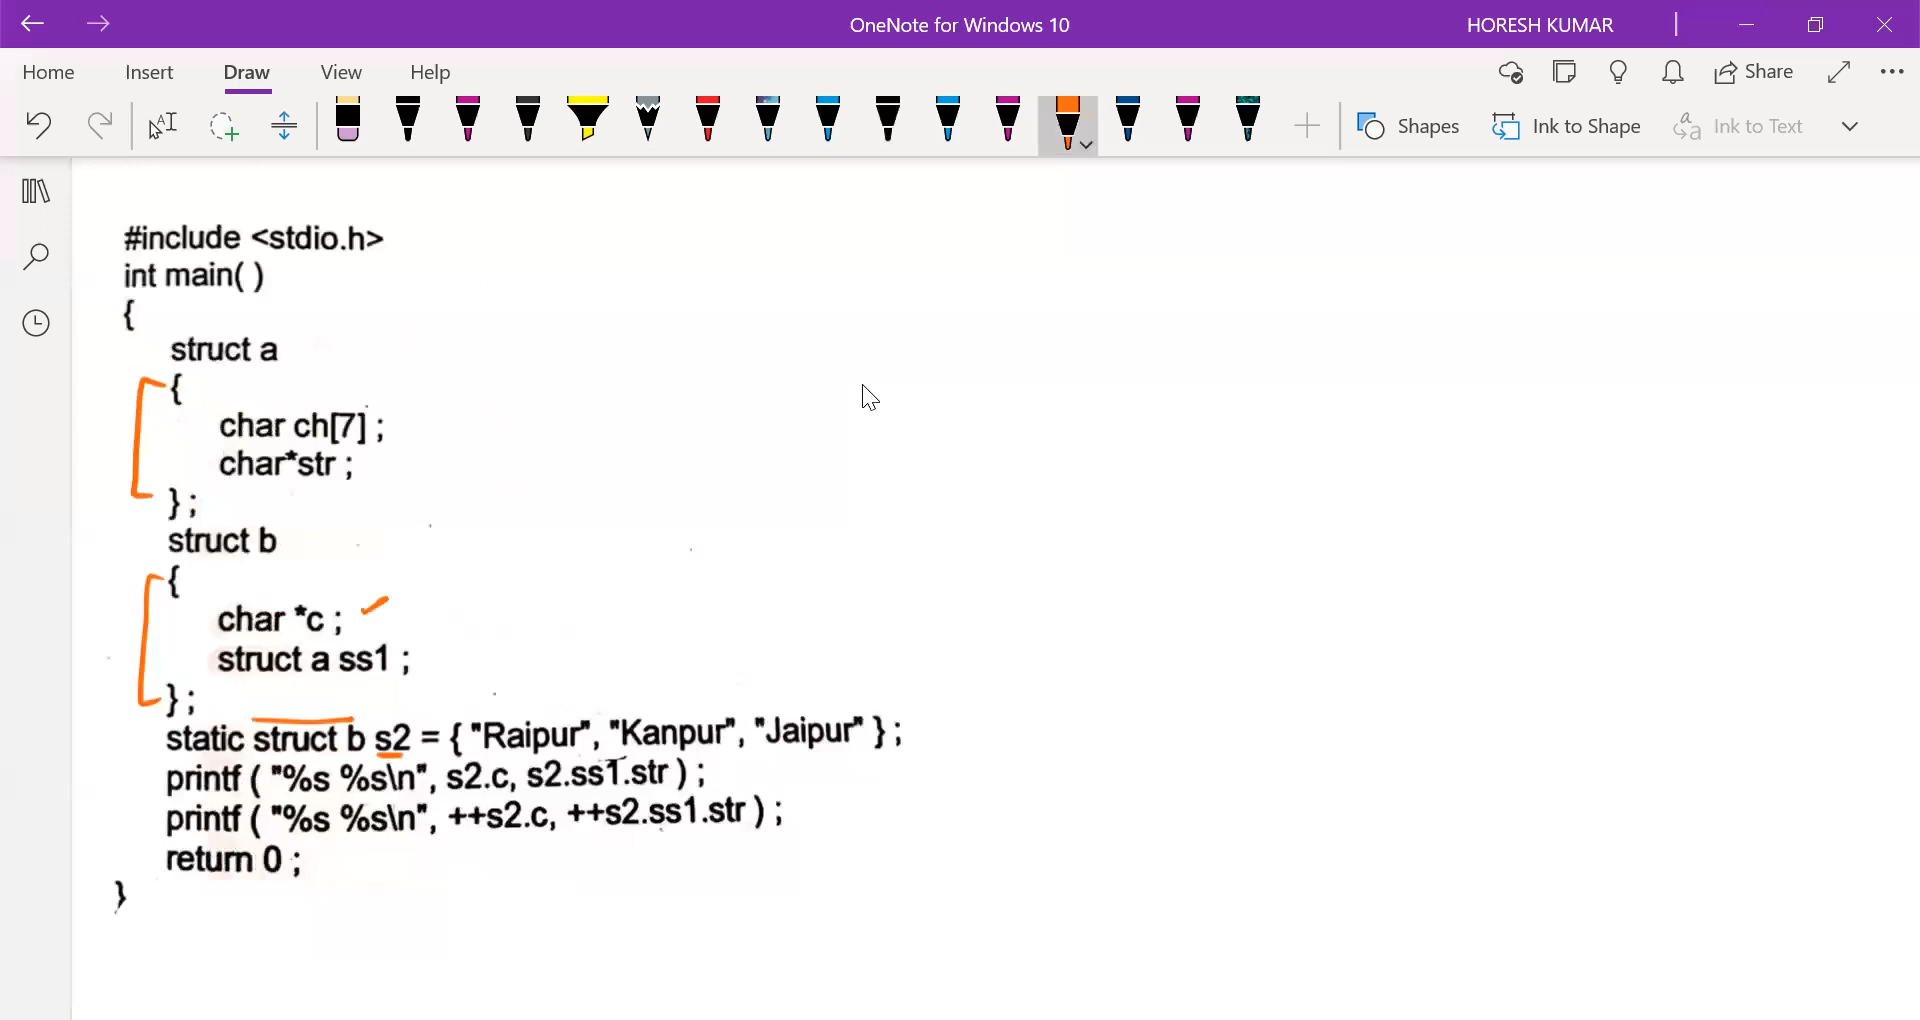 OneNote for Windows 10
HORESH KUMAR
Home Insert Draw View Help
Share
Shapes Ink to Shape Ink to Text
#include <stdio.h>
int main( )
{
struct a
{
char ch[7] ;
char*str ;
} ;
struct b
{
char *c ;
struct a ss1 ;
} ;
static struct b s2 = { "Raipur", "Kanpur", "Jaipur" } ;
printf ( "%s %s\n", s2.c, s2.ss1.str ) ;
printf ( "%s %s\n", ++s2.c, ++s2.ss1.str ) ;
return 0 ;
}